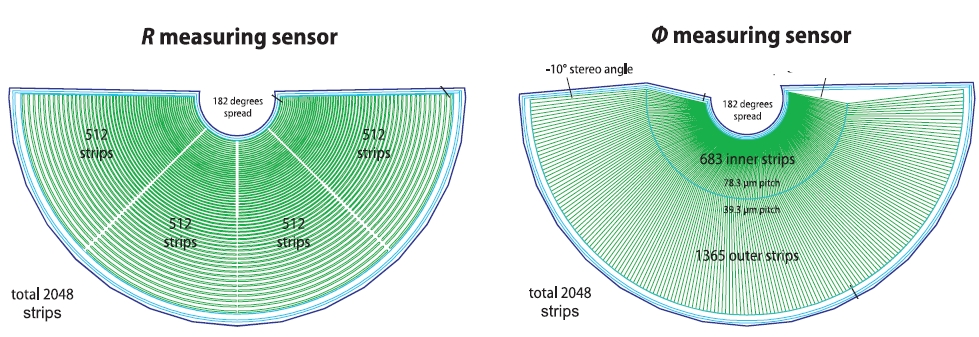 R measuring sensor
182 degrees
spread
512
strips
512
strips
512
strips
512
strips
total 2048
strips
Φ measuring sensor
-10° stereo angle
182 degrees
spread
683 inner strips
78.3 µm pitch
39.3 µm pitch
1365 outer strips
total 2048
strips